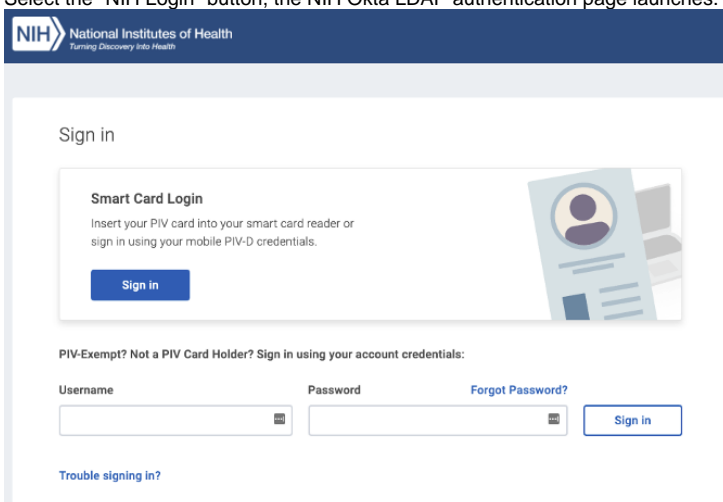 Select the "NIH Login" button, the NIH Okta LDAP authentication page launches.
NIH
National Institutes of Health
Turning Discovery Into Health
Sign in
Smart Card Login
Insert your PIV card into your smart card reader or
sign in using your mobile PIV-D credentials.
Sign in
PIV-Exempt? Not a PIV Card Holder? Sign in using your account credentials:
Username Password Forgot Password?
Sign in
Trouble signing in?